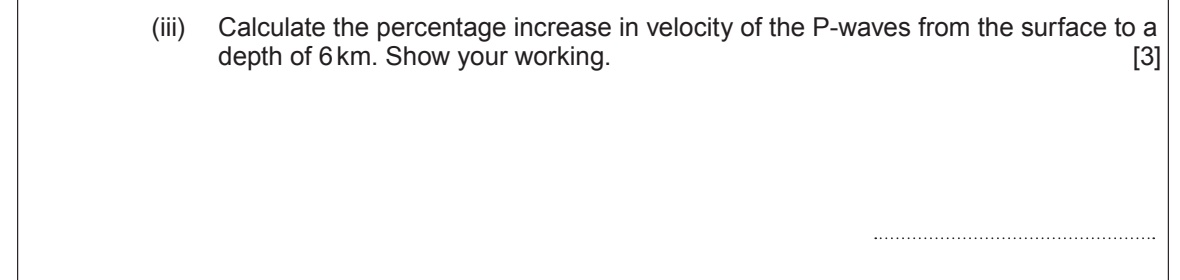 (iii) Calculate the percentage increase in velocity of the P-waves from the surface to a
depth of 6 km. Show your working. [3]